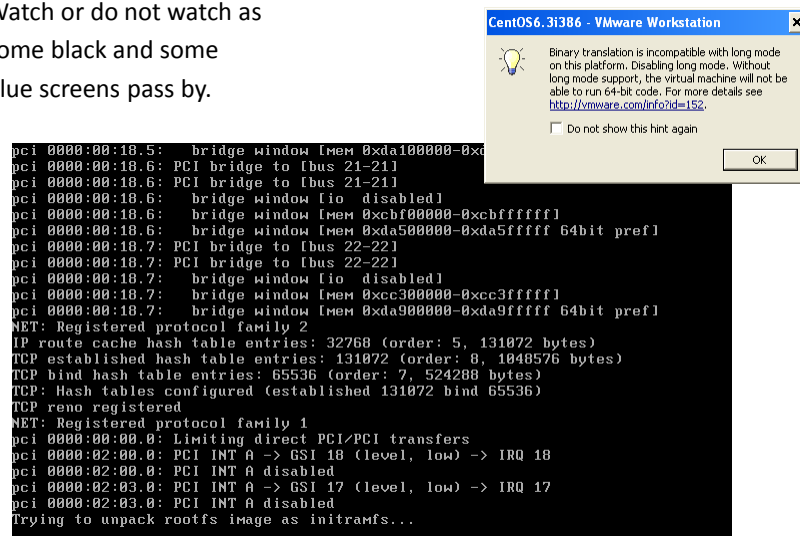 Watch or do not watch as
some black and some
blue screens pass by.
CentOS6.3i386 - VMware Workstation
Binary translation is incompatible with long mode
on this platform. Disabling long mode. Without
long mode support, the virtual machine will not be
able to run 64-bit code. For more details see
http://vmware.com/info?id=152.
Do not show this hint again
OK
pci 0000:00:18.5:   bridge window [mem 0xda100000-0x
pci 0000:00:18.6: PCI bridge to [bus 21-21]
pci 0000:00:18.6: PCI bridge to [bus 21-21]
pci 0000:00:18.6:   bridge window [io  disabled]
pci 0000:00:18.6:   bridge window [mem 0xcbf00000-0xcbffffff]
pci 0000:00:18.6:   bridge window [mem 0xda500000-0xda5fffff 64bit pref]
pci 0000:00:18.7: PCI bridge to [bus 22-22]
pci 0000:00:18.7: PCI bridge to [bus 22-22]
pci 0000:00:18.7:   bridge window [io  disabled]
pci 0000:00:18.7:   bridge window [mem 0xcc300000-0xcc3fffff]
pci 0000:00:18.7:   bridge window [mem 0xda900000-0xda9fffff 64bit pref]
NET: Registered protocol family 2
IP route cache hash table entries: 32768 (order: 5, 131072 bytes)
TCP established hash table entries: 131072 (order: 8, 1048576 bytes)
TCP bind hash table entries: 65536 (order: 7, 524288 bytes)
TCP: Hash tables configured (established 131072 bind 65536)
TCP reno registered
NET: Registered protocol family 1
pci 0000:00:00.0: Limiting direct PCI/PCI transfers
pci 0000:02:00.0: PCI INT A -> GSI 18 (level, low) -> IRQ 18
pci 0000:02:00.0: PCI INT A disabled
pci 0000:02:03.0: PCI INT A -> GSI 17 (level, low) -> IRQ 17
pci 0000:02:03.0: PCI INT A disabled
Trying to unpack rootfs image as initramfs...